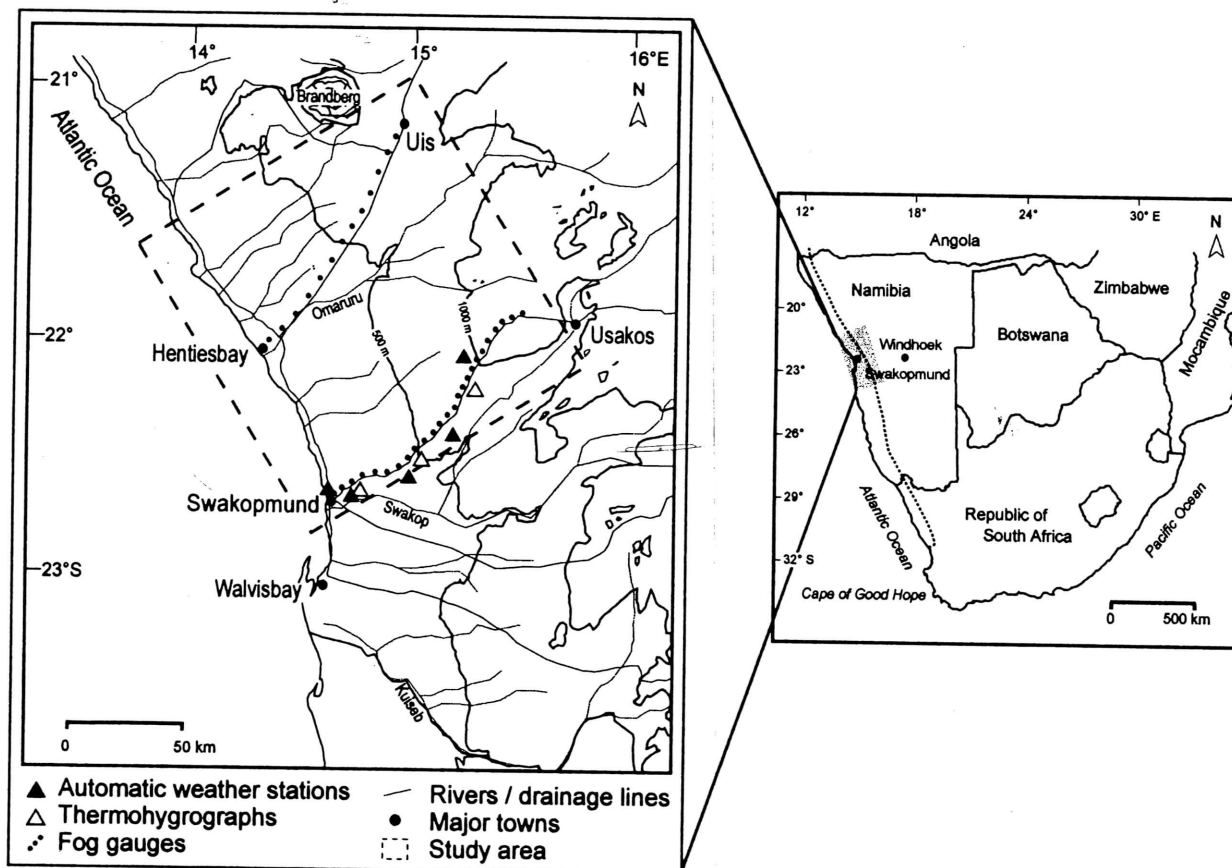 14°
15°
16°E
21°
N
Brandberg
Uis
Atlantic Ocean
Omaruru
500 m
1000 m
22°
Hentiesbay
Usakos
Swakopmund
Swakop
23°S
Walvisbay
Kuiseb
0 50 km
Automatic weather stations
Thermohygrographs
Fog gauges
Rivers / drainage lines
Major towns
Study area
12°
18°
24°
30° E
N
Angola
Namibia
Zimbabwe
20°
Botswana
Windhoek
Mocambique
Swakopmund
23°
26°
29°
Republic of
South Africa
Atlantic Ocean
Pacific Ocean
32° S
Cape of Good Hope
0 500 km